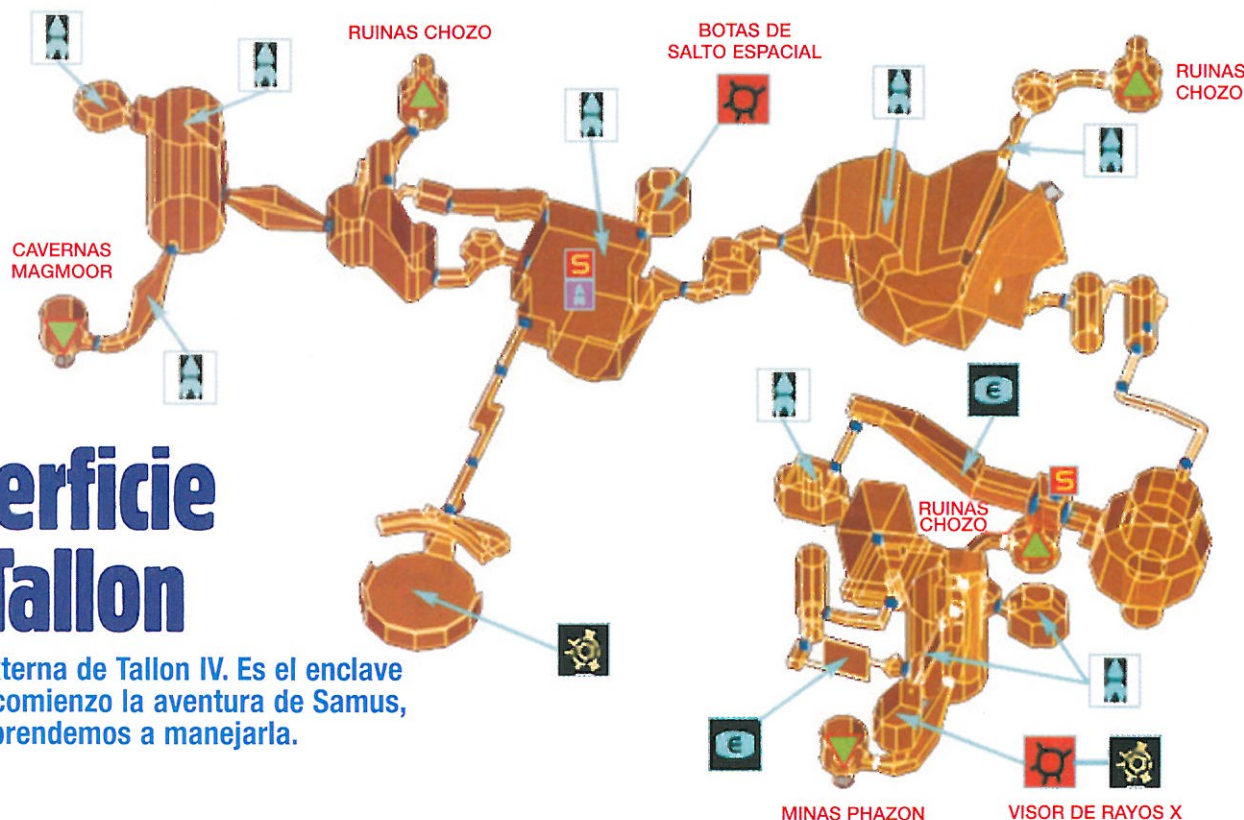 RUINAS CHOZO
BOTAS DE
SALTO ESPACIAL
RUINAS
CHOZO
CAVERNAS
MAGMOOR
S
S
RUINAS
CHOZO
erficie
Tallon
terna de Tallon IV. Es el enclave
comienzo la aventura de Samus,
prendemos a manejarla.
MINAS PHAZON
VISOR DE RAYOS X